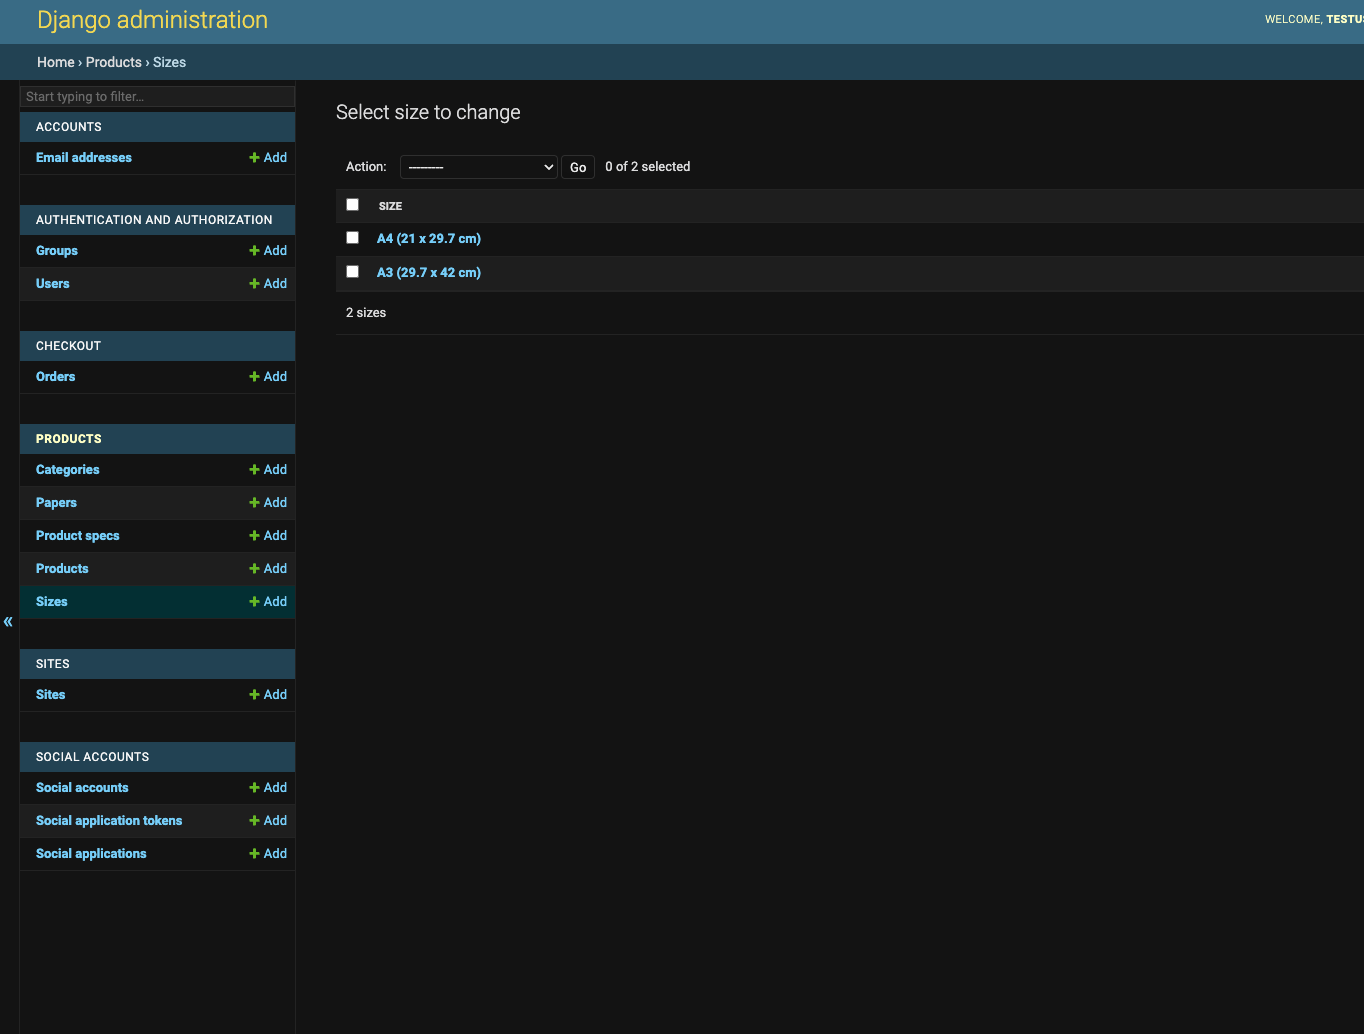 Django administration
WELCOME, TESTUS
Home › Products › Sizes
Start typing to filter...
ACCOUNTS
Email addresses + Add
AUTHENTICATION AND AUTHORIZATION
Groups + Add
Users + Add
CHECKOUT
Orders + Add
PRODUCTS
Categories + Add
Papers + Add
Product specs + Add
Products + Add
Sizes + Add
«
SITES
Sites + Add
SOCIAL ACCOUNTS
Social accounts + Add
Social application tokens + Add
Social applications + Add
Select size to change
Action: --------- Go 0 of 2 selected
SIZE
A4 (21 x 29.7 cm)
A3 (29.7 x 42 cm)
2 sizes